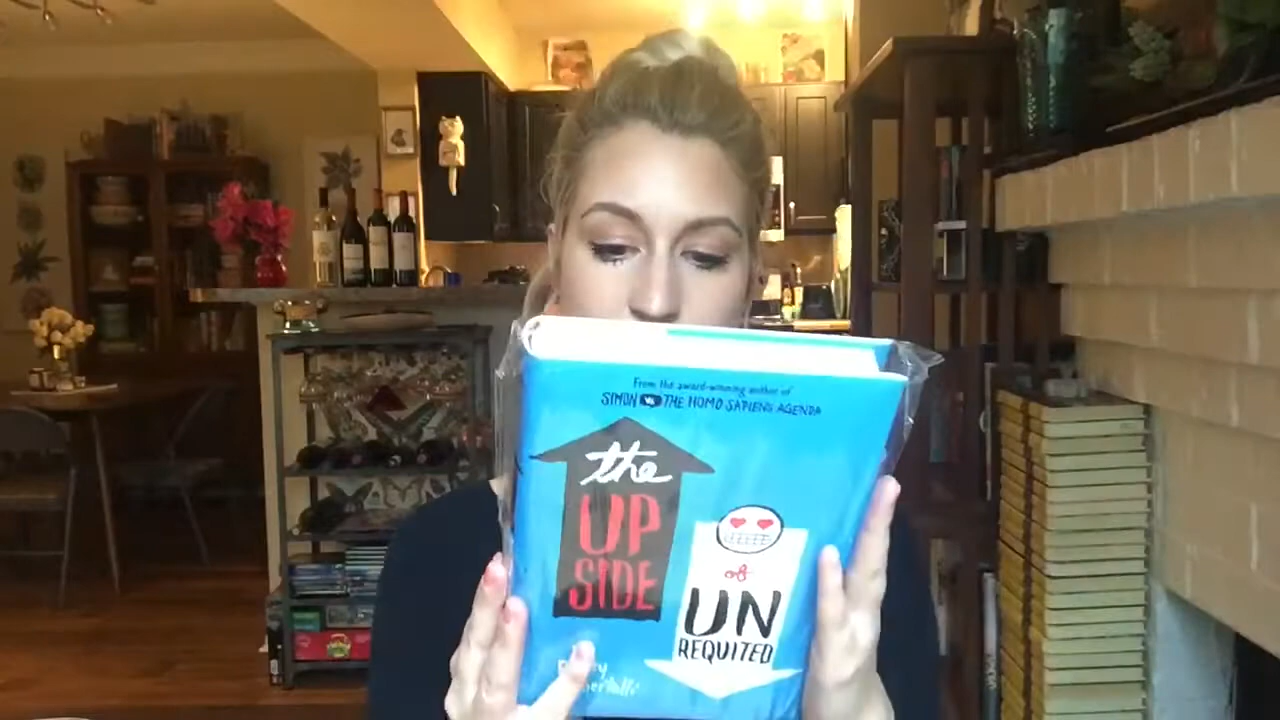 From the award-winning author of
SIMON VS. THE HOMO SAPIENS AGENDA
the
UP
SIDE
of
UN
REQUITED